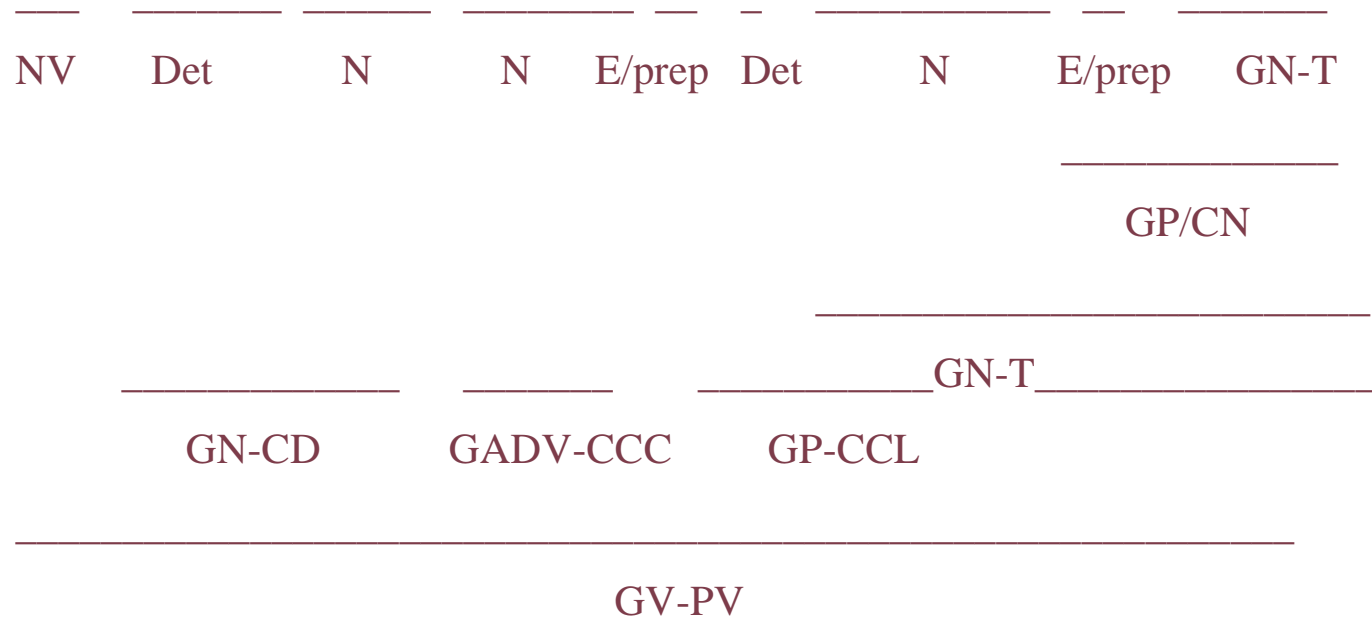 NV Det N N E/prep Det N E/prep GN-T
GP/CN
GN-T
GN-CD GADV-CCC GP-CCL
GV-PV